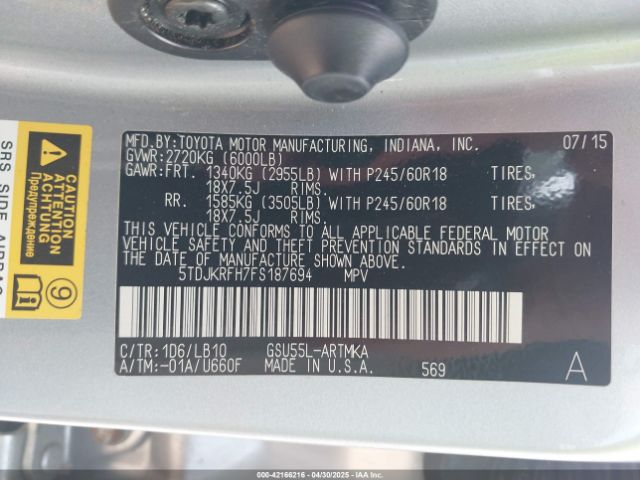 MFD.BY:TOYOTA MOTOR MANUFACTURING, INDIANA, INC. 07/15
GVWR:2720KG (6000LB)
GAWR:FRT. 1340KG (2955LB) WITH P245/60R18 TIRES,
18X7.5J RIMS,
RR. 1585KG (3505LB) WITH P245/60R18 TIRES,
18X7.5J RIMS.
THIS VEHICLE CONFORMS TO ALL APPLICABLE FEDERAL MOTOR
VEHICLE SAFETY AND THEFT PREVENTION STANDARDS IN EFFECT
ON THE DATE OF MANUFACTURE SHOWN ABOVE.
5TDJKRFH7FS187694 MPV
C/TR:1D6/LB10 GSU55L-ARTMKA
A/TM:-01A/U660F MADE IN U.S.A. 569 A
SRS SIDE AIRBAG
CAUTION
ATTENTION
Предупреждение
9
000-42166216 - 04/30/2025 - IAA, Inc.